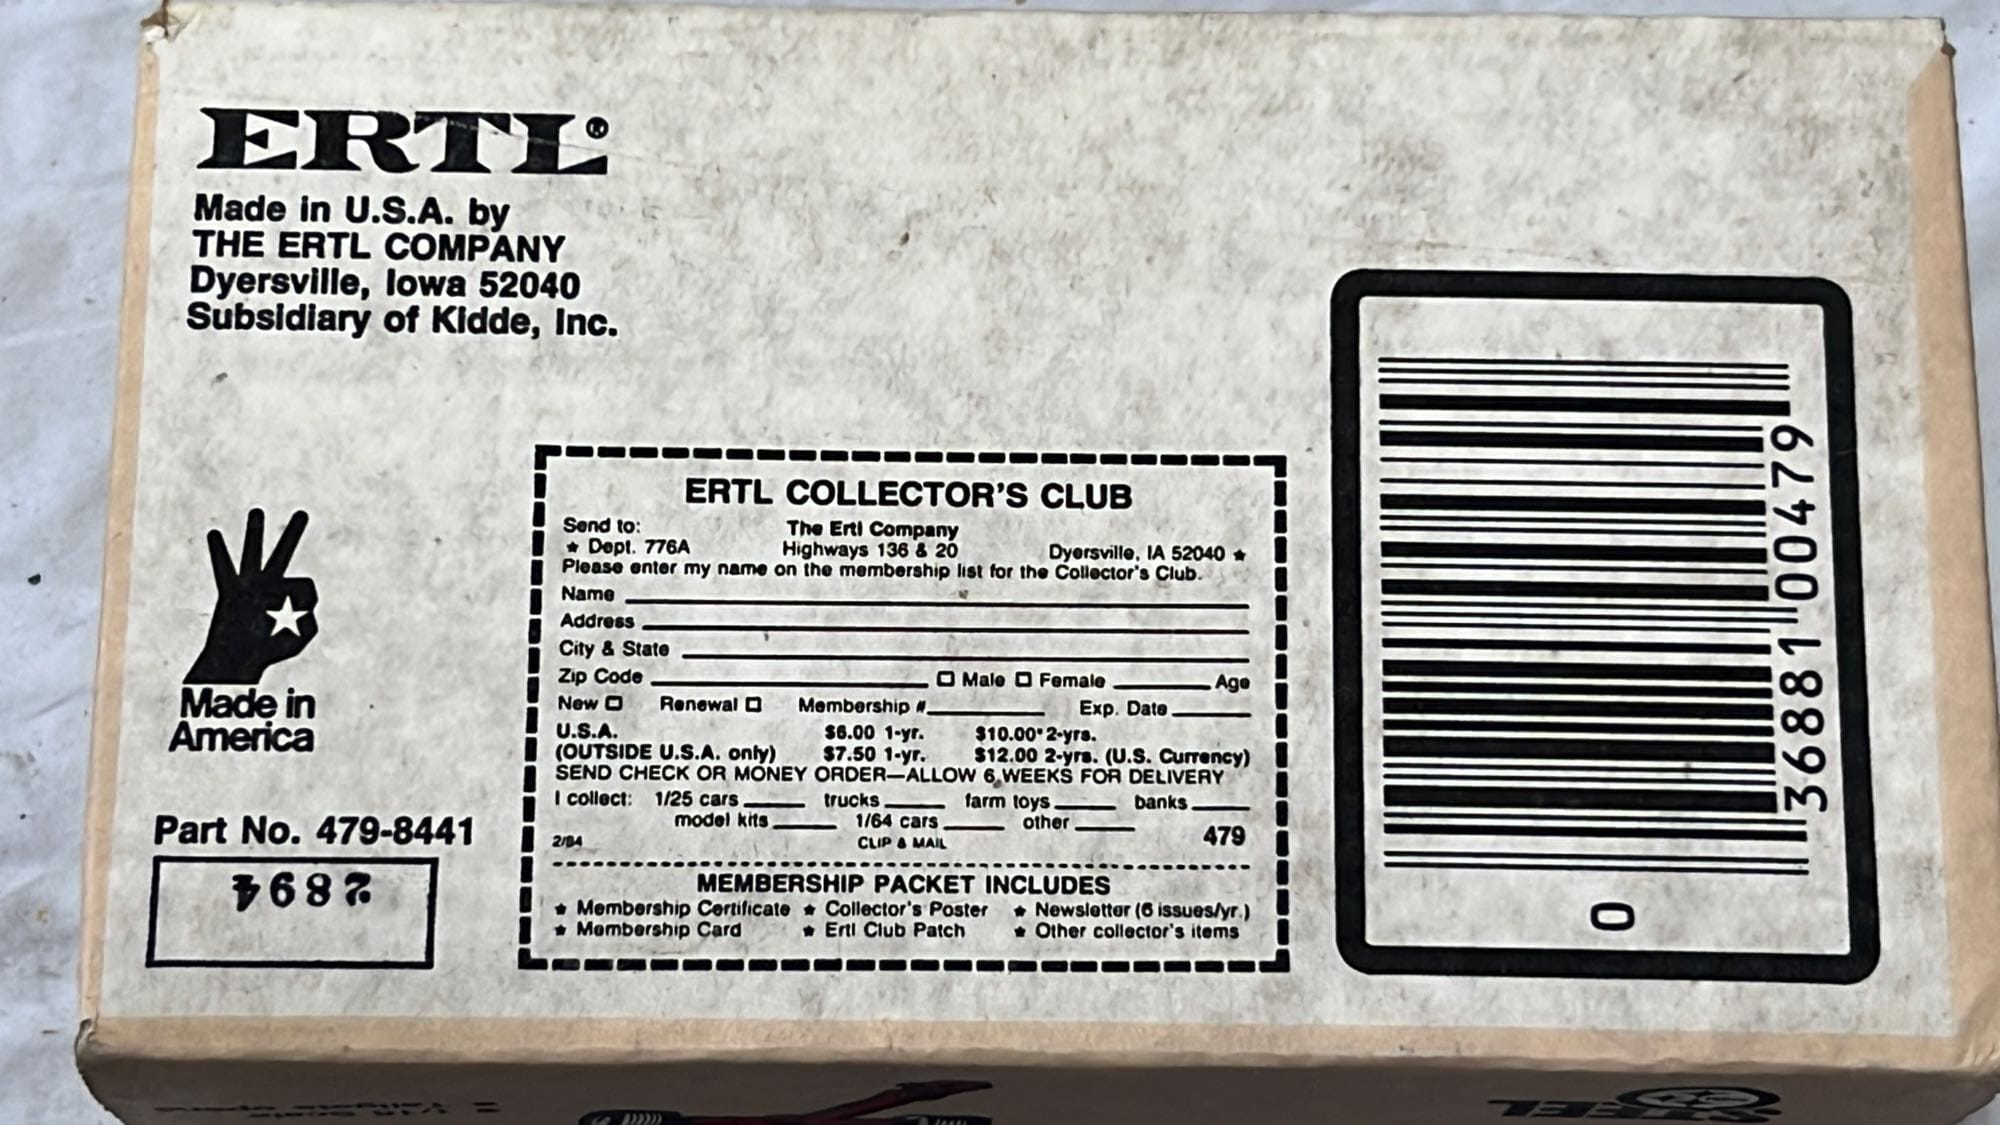 ERTL®
Made in U.S.A. by
THE ERTL COMPANY
Dyersville, Iowa 52040
Subsidiary of Kidde, Inc.
Made in
America
Part No. 479-8441
2894
ERTL COLLECTOR'S CLUB
Send to: The Ertl Company
★ Dept. 776A Highways 136 & 20 Dyersville, IA 52040 ★
Please enter my name on the membership list for the Collector's Club.
Name
Address
City & State
Zip Code Male Female Age
New Renewal Membership # Exp. Date
U.S.A. $6.00 1-yr. $10.00 2-yrs.
(OUTSIDE U.S.A. only) $7.50 1-yr. $12.00 2-yrs. (U.S. Currency)
SEND CHECK OR MONEY ORDER—ALLOW 6 WEEKS FOR DELIVERY
I collect: 1/25 cars trucks farm toys banks
model kits 1/64 cars other 479
2/84 CLIP & MAIL
MEMBERSHIP PACKET INCLUDES
★ Membership Certificate ★ Collector's Poster ★ Newsletter (6 issues/yr.)
★ Membership Card ★ Ertl Club Patch ★ Other collector's items
0
36881 00479
STEEL